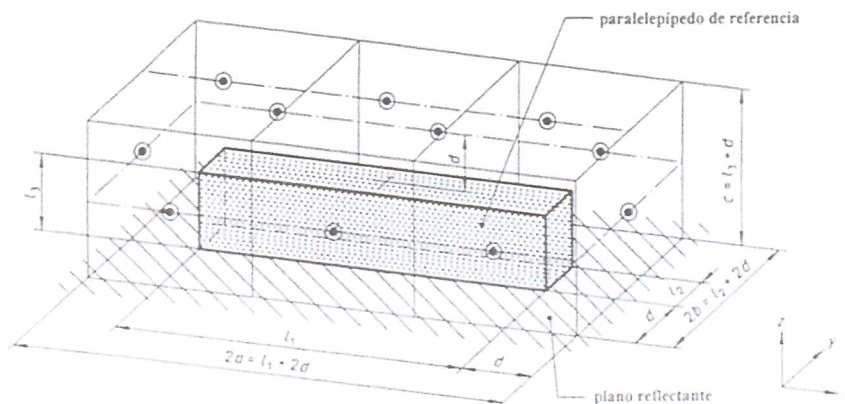 paralelepípedo de referencia
d
l₃
c = l₃ + d
l₁
2a = l₁ + 2d
d
d
l₂
2b = l₂ + 2d
z
y
plano reflectante